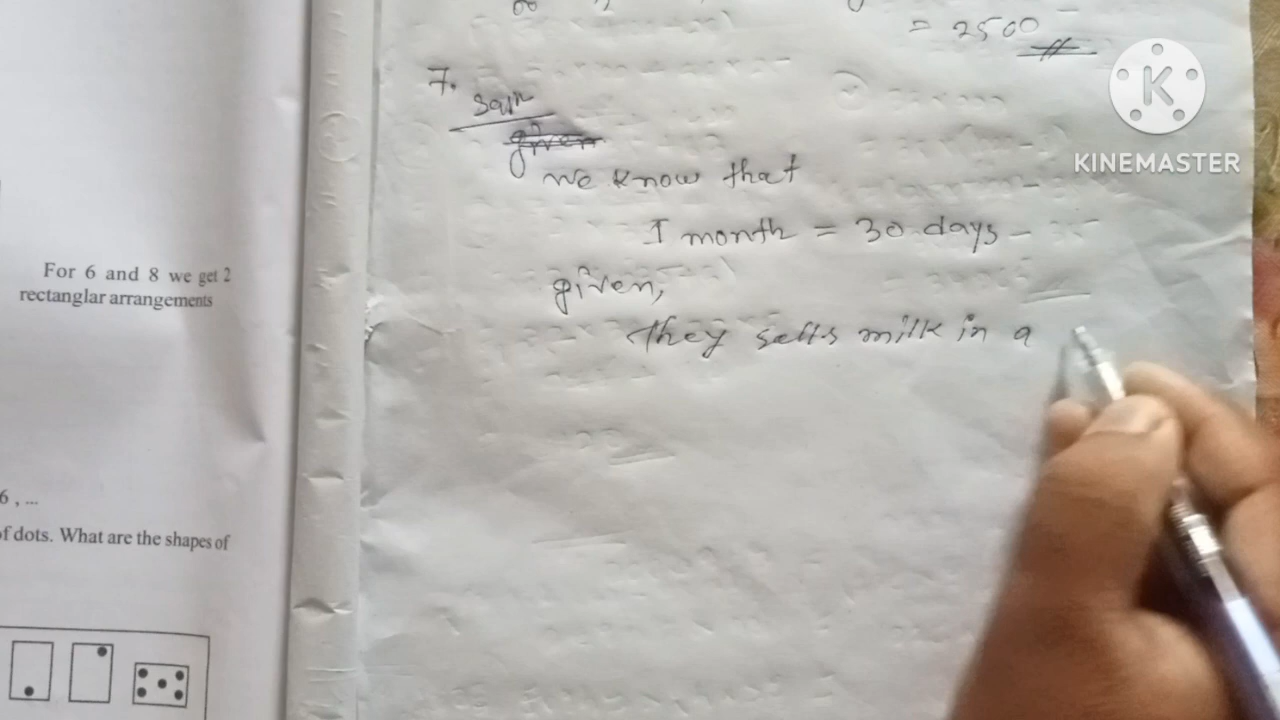 = 2500
7.
Soln
given
we know that
1 month = 30 days
given,
they sells milk in a
For 6 and 8 we get 2
rectanglar arrangements
6 , ...
of dots. What are the shapes of
K
KINEMASTER